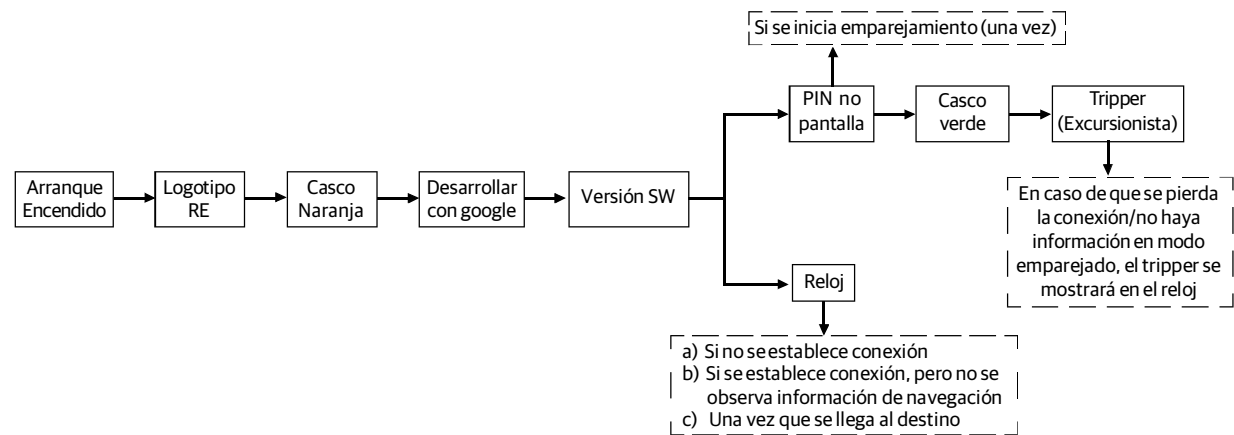 Si se inicia emparejamiento (una vez)
PIN no
pantalla
Casco
verde
Tripper
(Excursionista)
Arranque
Encendido
Logotipo
RE
Casco
Naranja
Desarrollar
con google
Versión SW
En caso de que se pierda
la conexión/no haya
información en modo
emparejado, el tripper se
mostrará en el reloj
Reloj
a) Si no se establece conexión
b) Si se establece conexión, pero no se
observa información de navegación
c) Una vez que se llega al destino